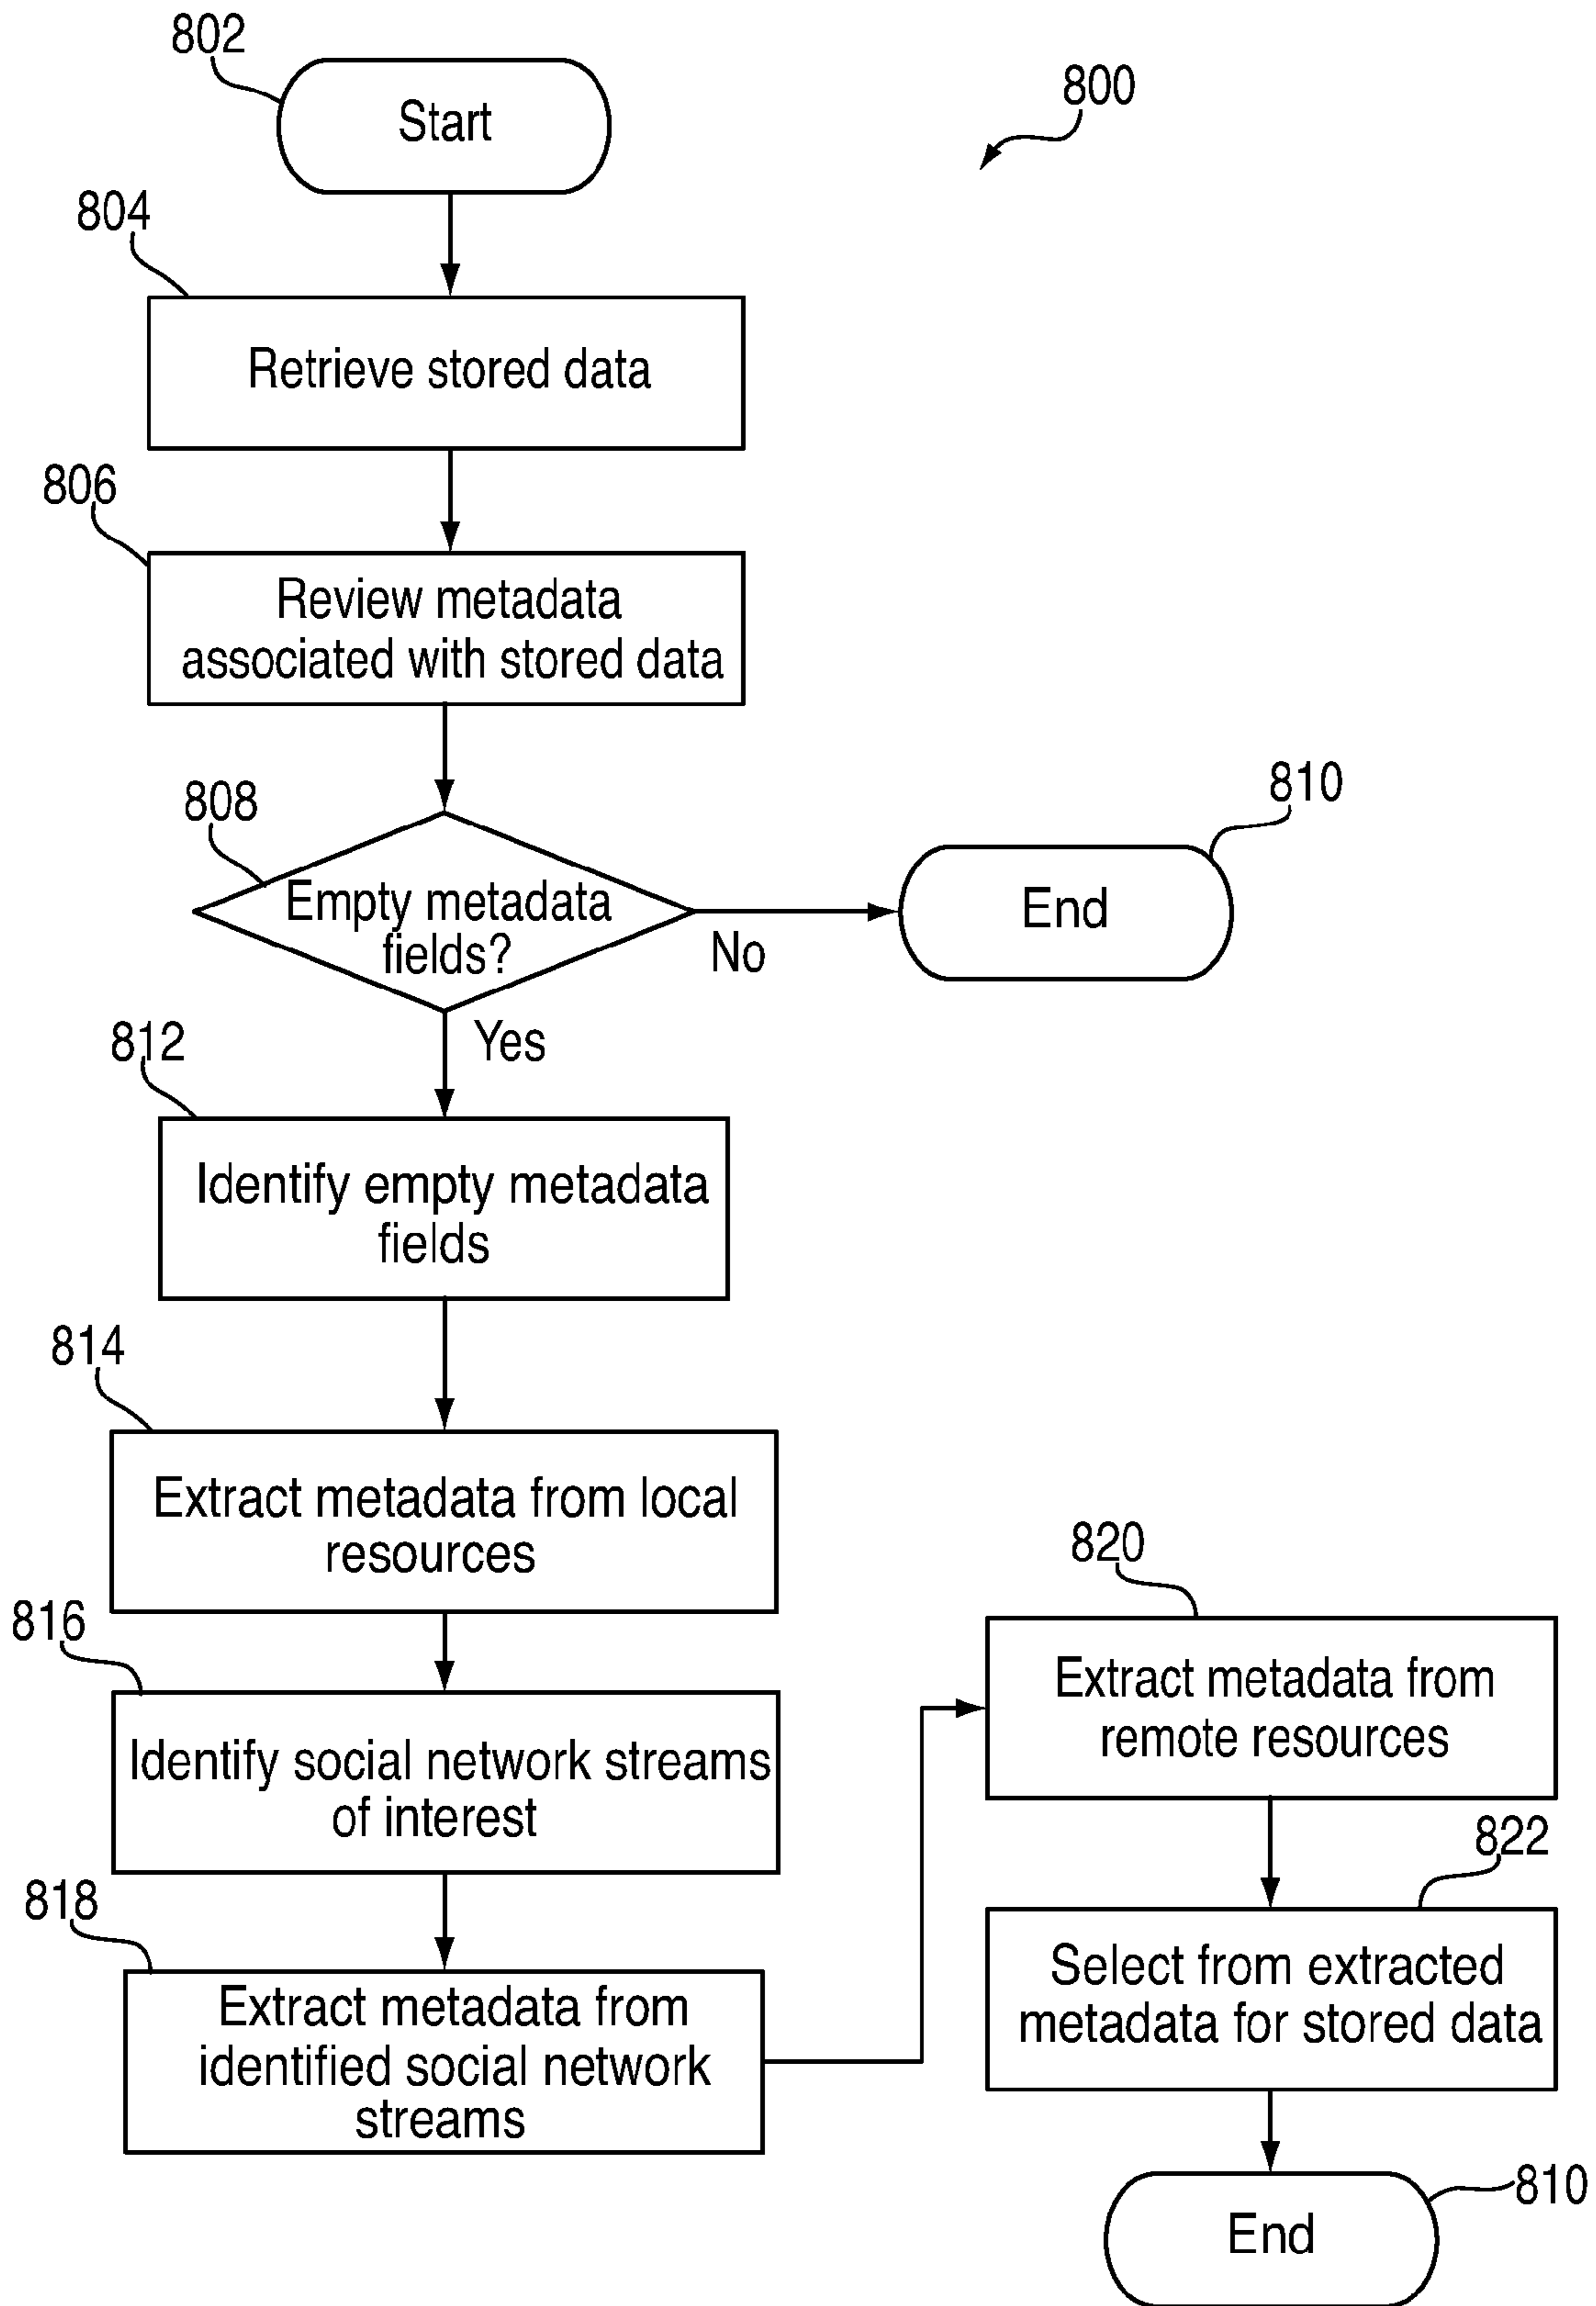 802
Start
800
804
Retrieve stored data
806
Review metadata
associated with stored data
808
Empty metadata
fields?
No
810
End
Yes
812
Identify empty metadata
fields
814
Extract metadata from local
resources
816
Identify social network streams
of interest
818
Extract metadata from
identified social network
streams
820
Extract metadata from
remote resources
822
Select from extracted
metadata for stored data
810
End